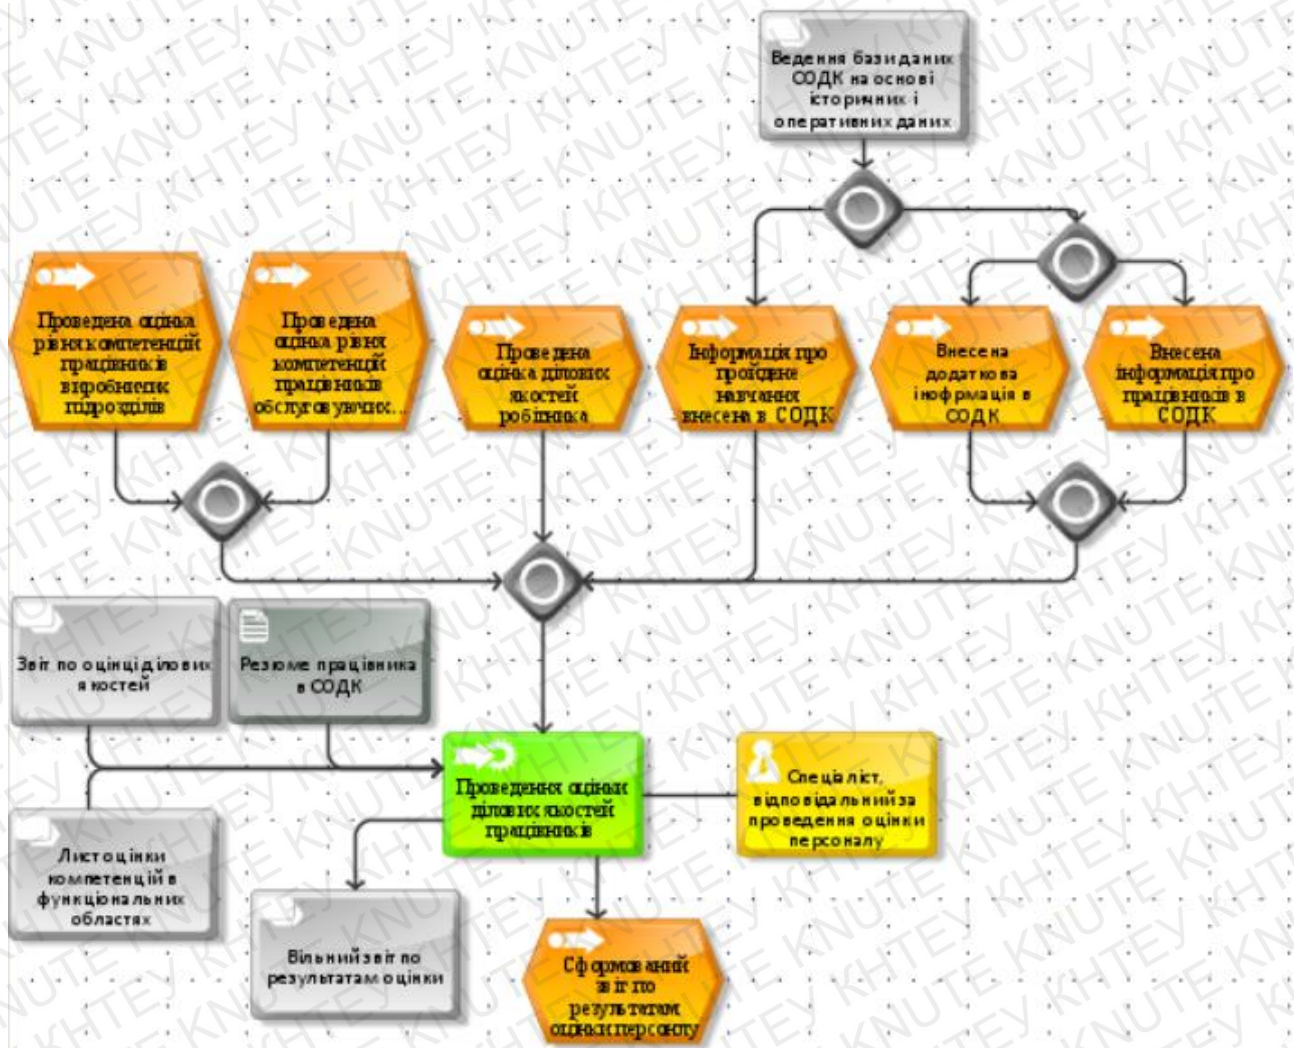 Ведення бази даних
СОДК на основі
історичних і
оперативних даних
Проведена оцінка
рівня компетенцій
працівників
виробничих
підрозділів
Проведена
оцінка рівня
компетенцій
працівників
обслуговуючих...
Проведена
оцінка ділових
якостей
робітника
Інформація про
пройдене
навчання
внесена в СОДК
Внесена
додаткова
інофрмація в
СОДК
Внесена
інформація про
працівників в
СОДК
Звіт по оцінці ділових
якостей
Резюме працівника
в СОДК
Проведення оцінки
ділових якостей
працівників
Спеціаліст,
відповідальний за
проведення оцінки
персоналу
Лист оцінки
компетенцій в
функціональних
областях
Вільний звіт по
результатам оцінки
Сформований
звіт по
результатам
оцінки персоналу